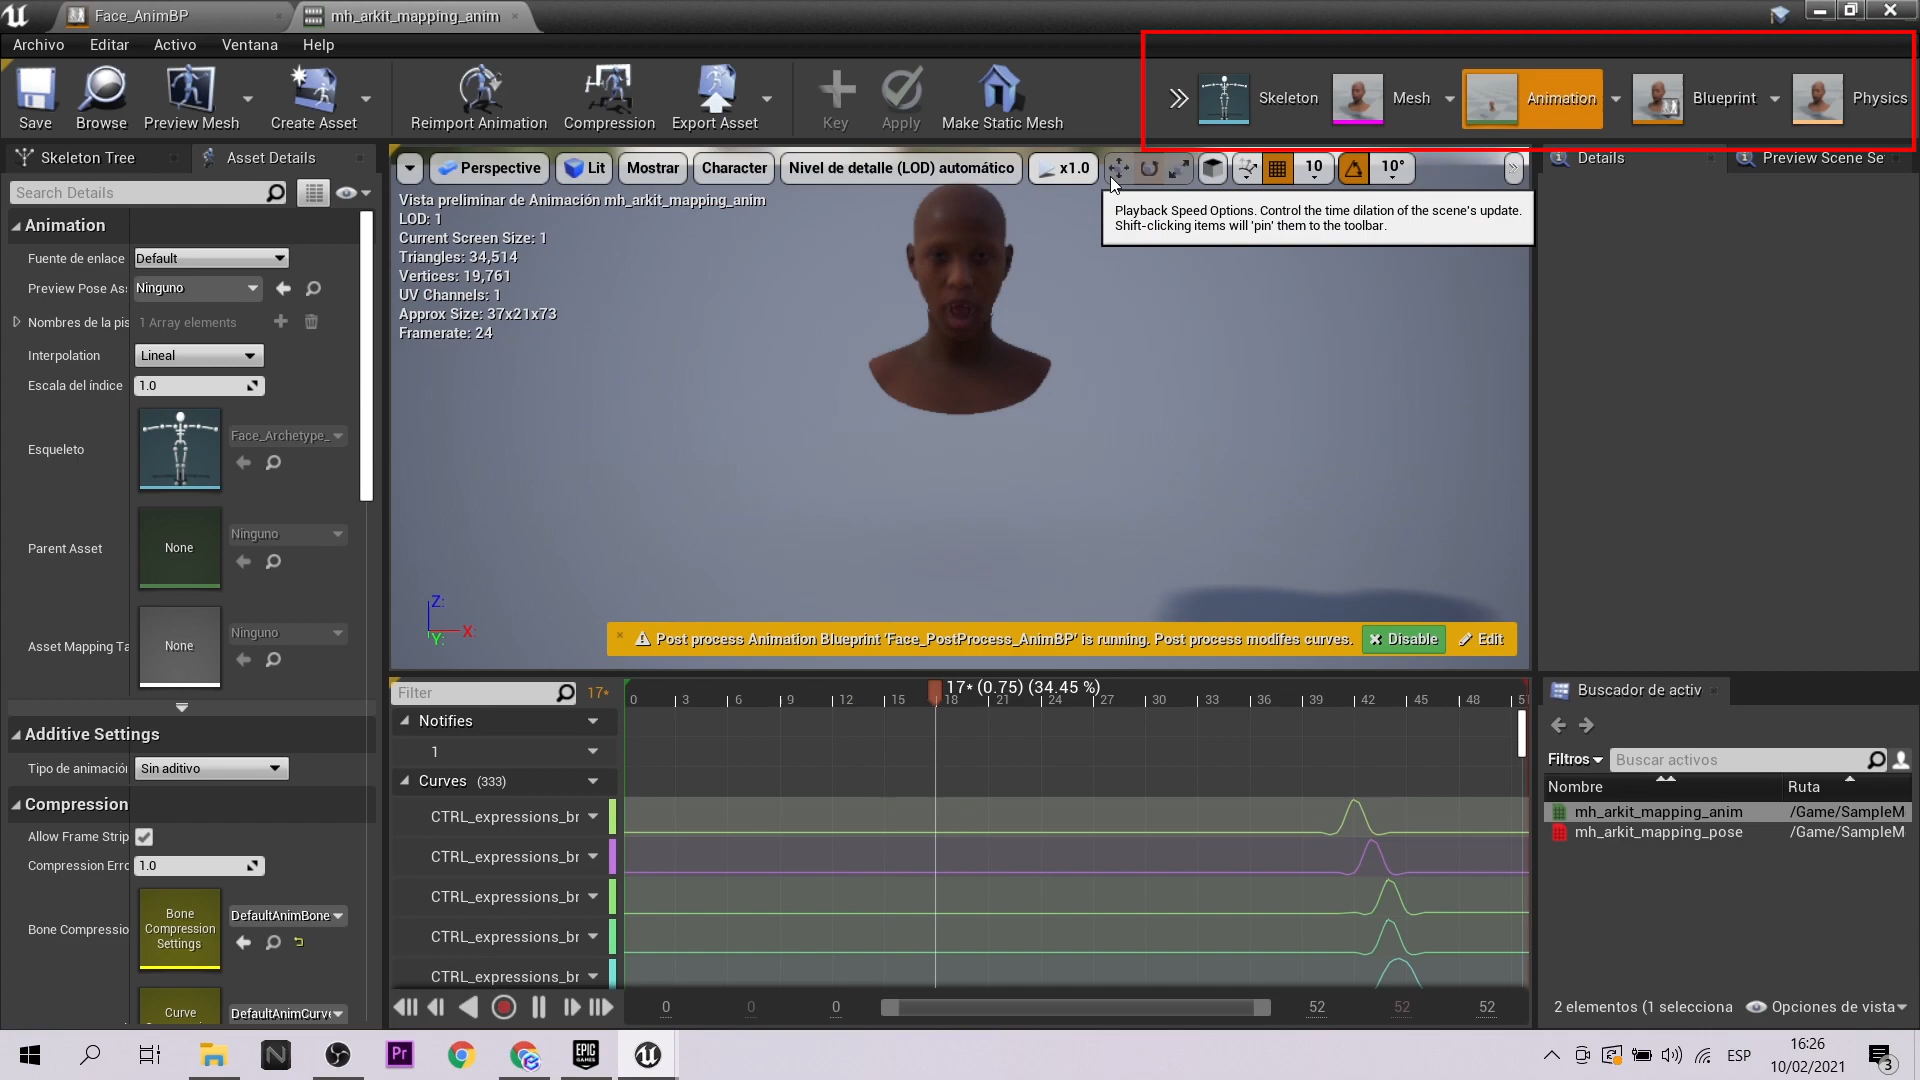 Face_AnimBP
mh_arkit_mapping_anim
Archivo Editar Activo Ventana Help
Save
Browse
Preview Mesh
Create Asset
Reimport Animation
Compression
Export Asset
Key
Apply
Make Static Mesh
Skeleton
Mesh
Animation
Blueprint
Physics
Skeleton Tree
Asset Details
Search Details
Animation
Fuente de enlace Default
Preview Pose As: Ninguno
Nombres de la pis 1 Array elements
Interpolation Lineal
Escala del índice 1.0
Esqueleto Face_Archetype_
Parent Asset None Ninguno
Asset Mapping Ta None Ninguno
Additive Settings
Tipo de animación Sin aditivo
Compression
Allow Frame Strip
Compression Erro 1.0
Bone Compressio
Bone
Compression
Settings
DefaultAnimBone
Curve
DefaultAnimCurve
Perspective Lit Mostrar Character Nivel de detalle (LOD) automático x1.0 10 10°
Vista preliminar de Animación mh_arkit_mapping_anim
LOD: 1
Current Screen Size: 1
Triangles: 34,514
Vertices: 19,761
UV Channels: 1
Approx Size: 37x21x73
Framerate: 24
Playback Speed Options. Control the time dilation of the scene's update.
Shift-clicking items will 'pin' them to the toolbar.
Z:
X:
Y:
Post process Animation Blueprint 'Face_PostProcess_AnimBP' is running. Post process modifes curves. Disable Edit
Filter 17*
17* (0.75) (34.45 %)
0 3 6 9 12 15 18 21 24 27 30 33 36 39 42 45 48 51
Notifies
1
Curves (333)
CTRL_expressions_br
CTRL_expressions_br
CTRL_expressions_br
CTRL_expressions_br
CTRL_expressions_br
0 0 0 52 52 52
Details
Preview Scene Se
Buscador de activ
Filtros Buscar activos
Nombre Ruta
mh_arkit_mapping_anim /Game/SampleM
mh_arkit_mapping_pose /Game/SampleM
2 elementos (1 selecciona Opciones de vista
Pr
EPIC
GAMES
ESP
16:26
10/02/2021
3